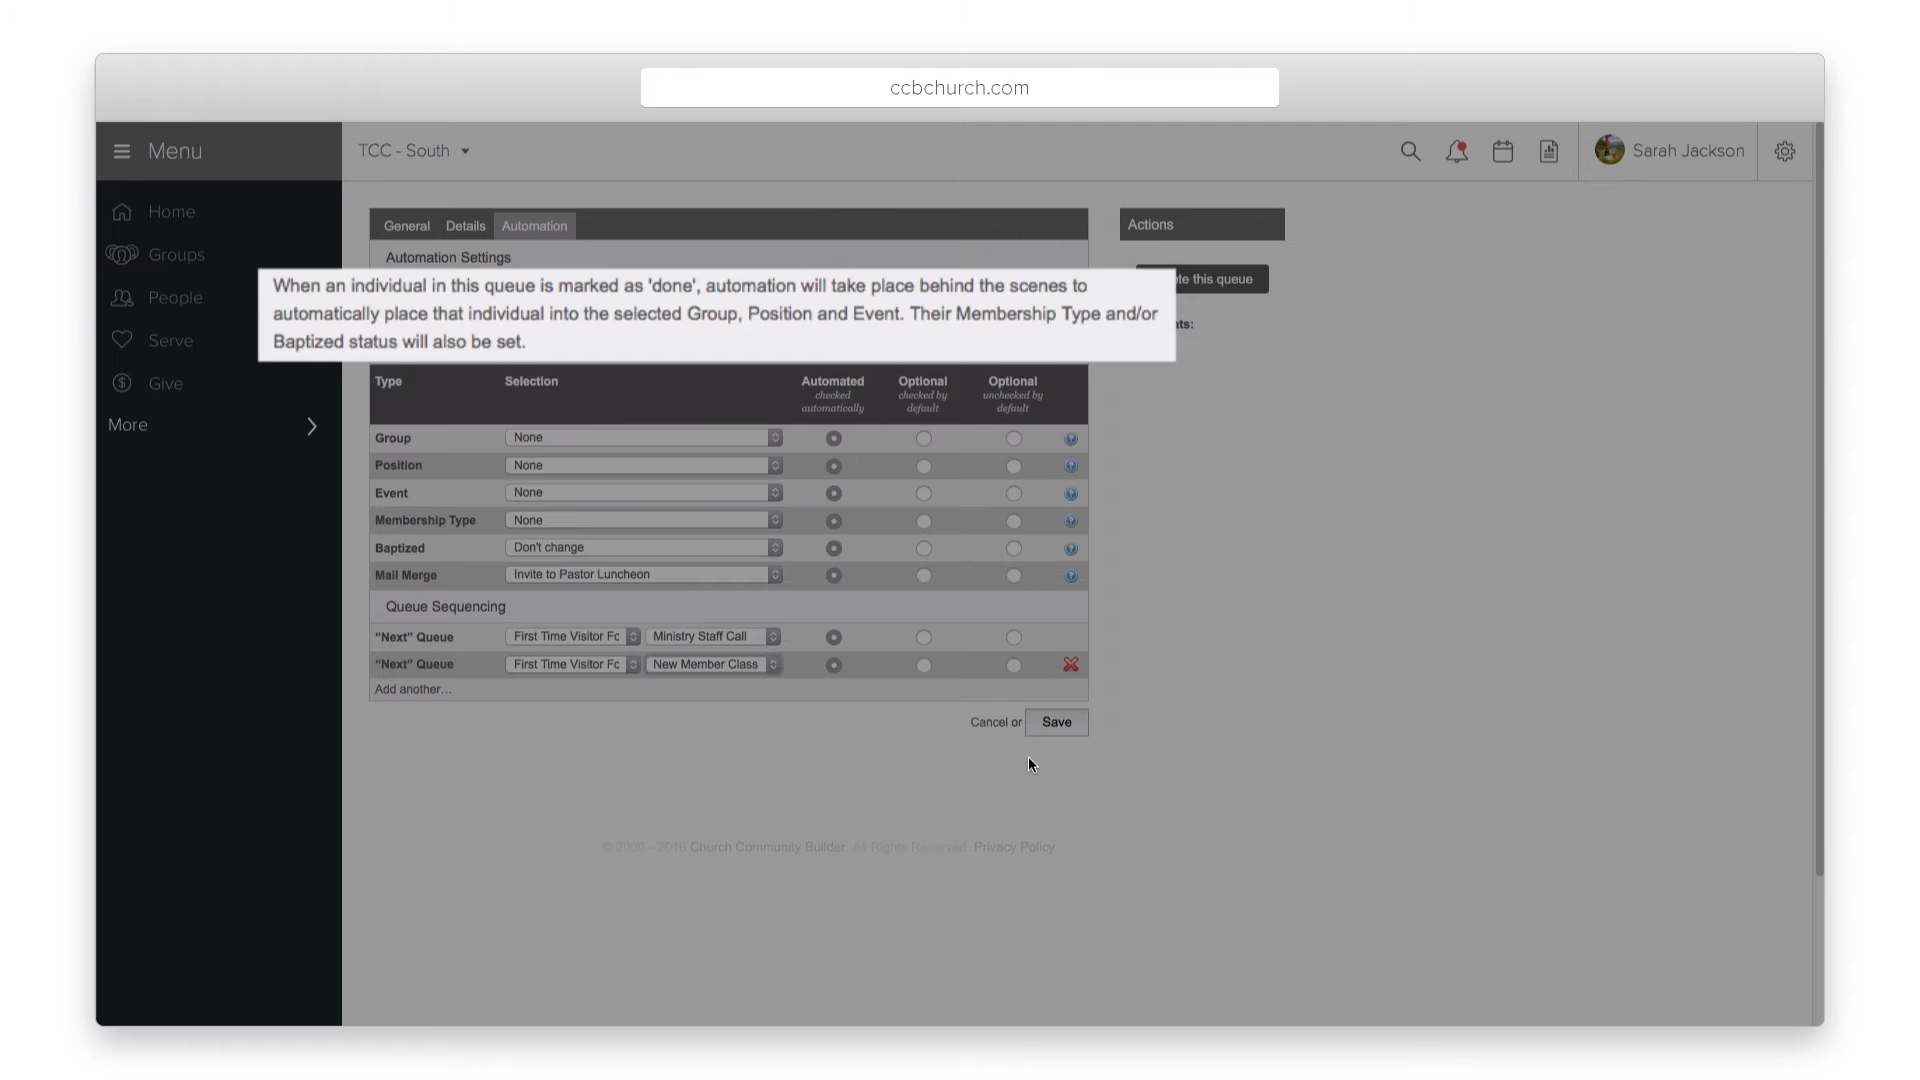 ccbchurch.com
Menu
TCC - South
Sarah Jackson
Home
Groups
People
Serve
Give
More
General Details Automation
Actions
Automation Settings
this queue
When an individual in this queue is marked as 'done', automation will take place behind the scenes to
automatically place that individual into the selected Group, Position and Event. Their Membership Type and/or
Baptized status will also be set.
Type Selection Automated checked automatically Optional checked by default Optional unchecked by default
Group None
Position None
Event None
Membership Type None
Baptized Don't change
Mail Merge Invite to Pastor Luncheon
Queue Sequencing
"Next" Queue First Time Visitor Fc Ministry Staff Call
"Next" Queue First Time Visitor Fc New Member Class
Add another...
Cancel or Save
© 2000 - 2016 Church Community Builder. All Rights Reserved. Privacy Policy